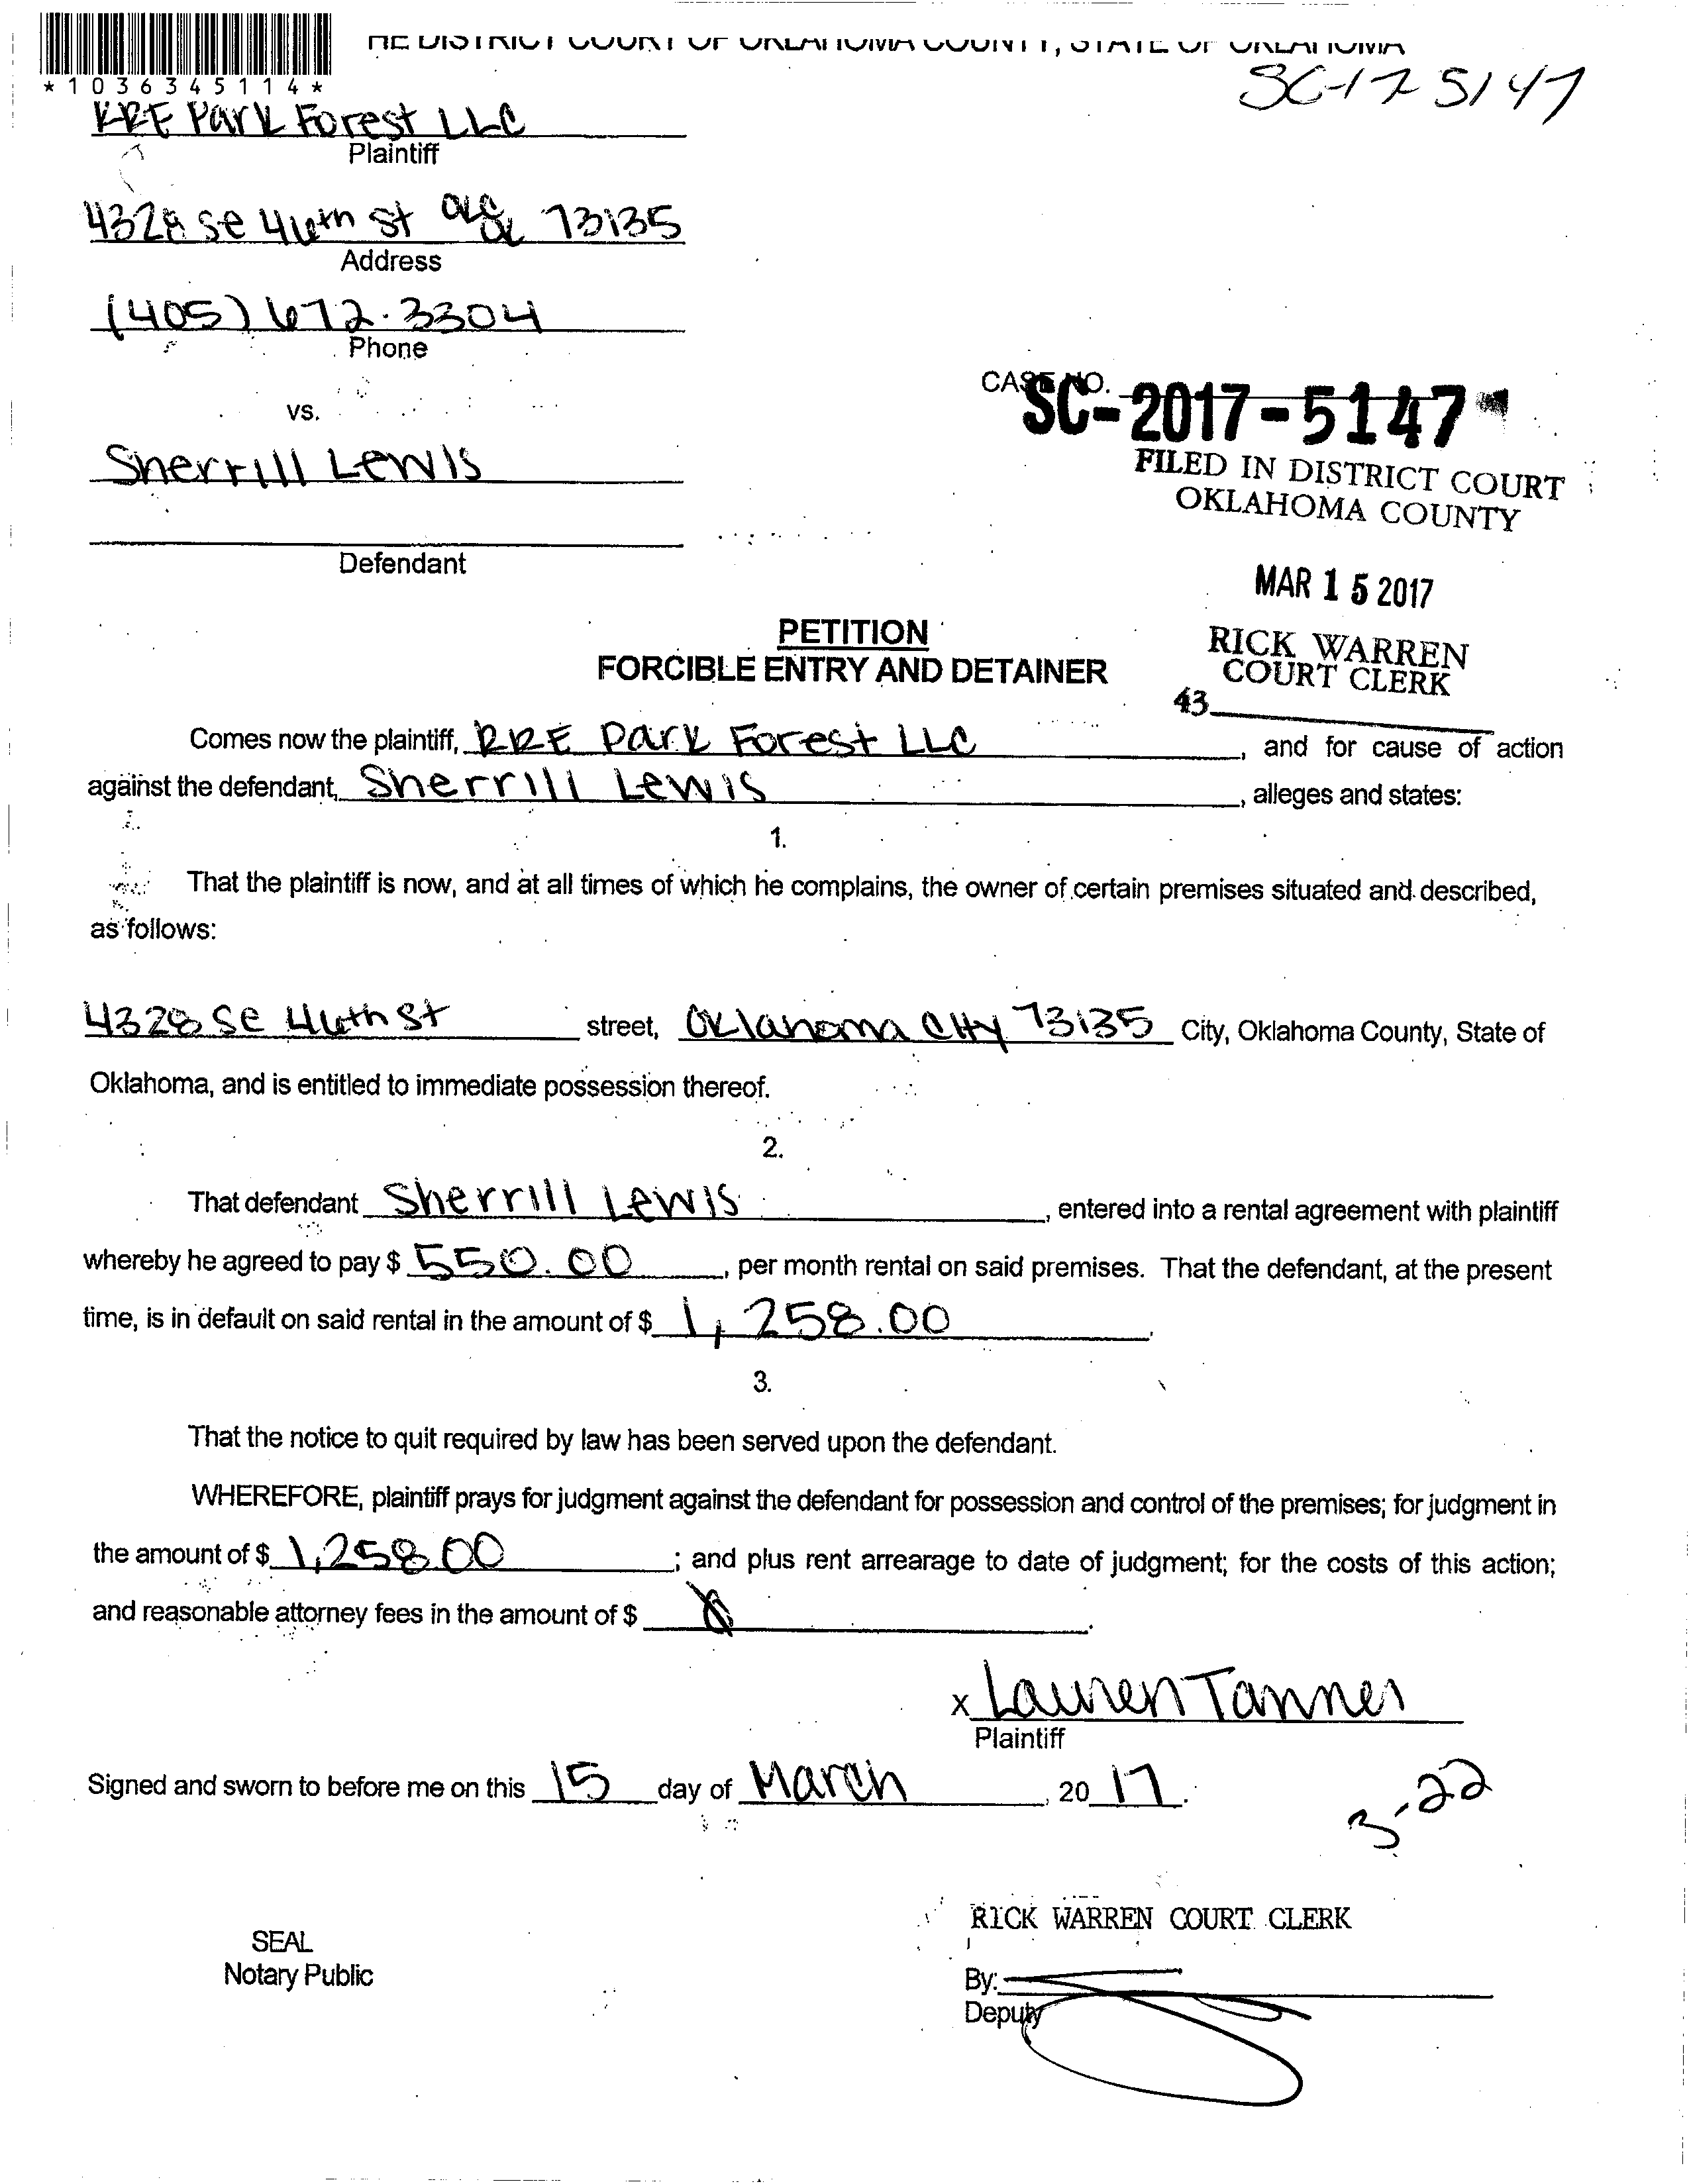 HE DISTRICT COURT OF OKLAHOMA COUNTY, STATE OF OKLAHOMA
*1036345114*
SC-17 5147
RRE Park Forest LLC
Plaintiff
4328 Se 46th St OKC OK 73135
Address
(405) 672.3304
Phone
vs.
CASE NO.
SC-2017-5147
Sherrill Lewis
FILED IN DISTRICT COURT
OKLAHOMA COUNTY
Defendant
MAR 15 2017
PETITION
FORCIBLE ENTRY AND DETAINER
RICK WARREN
COURT CLERK
43
Comes now the plaintiff, RRE Park Forest LLC, and for cause of action
against the defendant, Sherrill Lewis, alleges and states:
1.
That the plaintiff is now, and at all times of which he complains, the owner of certain premises situated and described,
as follows:
4328 Se 46th St street, Oklahoma City 73135 City, Oklahoma County, State of
Oklahoma, and is entitled to immediate possession thereof.
2.
That defendant Sherrill Lewis, entered into a rental agreement with plaintiff
whereby he agreed to pay $ 550.00, per month rental on said premises. That the defendant, at the present
time, is in default on said rental in the amount of $ 1,258.00.
3.
That the notice to quit required by law has been served upon the defendant.
WHEREFORE, plaintiff prays for judgment against the defendant for possession and control of the premises; for judgment in
the amount of $ 1,258.00; and plus rent arrearage to date of judgment; for the costs of this action;
and reasonable attorney fees in the amount of $ .
x Lauren Tanner
Plaintiff
Signed and sworn to before me on this 15 day of March, 20 17.
3-22
RICK WARREN COURT CLERK
SEAL
Notary Public
By:
Deputy